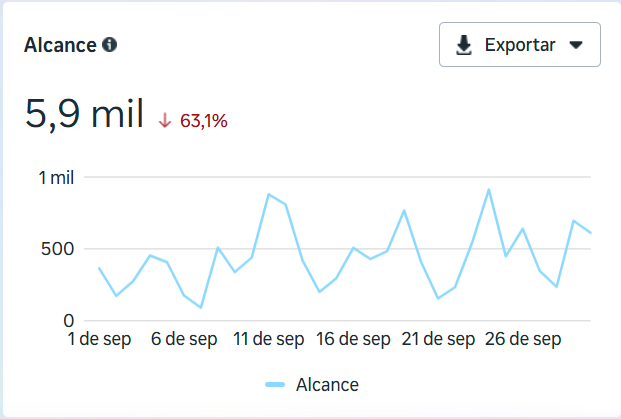 Alcance
Exportar
5,9 mil ↓ 63,1%
1 mil
500
0
1 de sep 6 de sep 11 de sep 16 de sep 21 de sep 26 de sep
Alcance